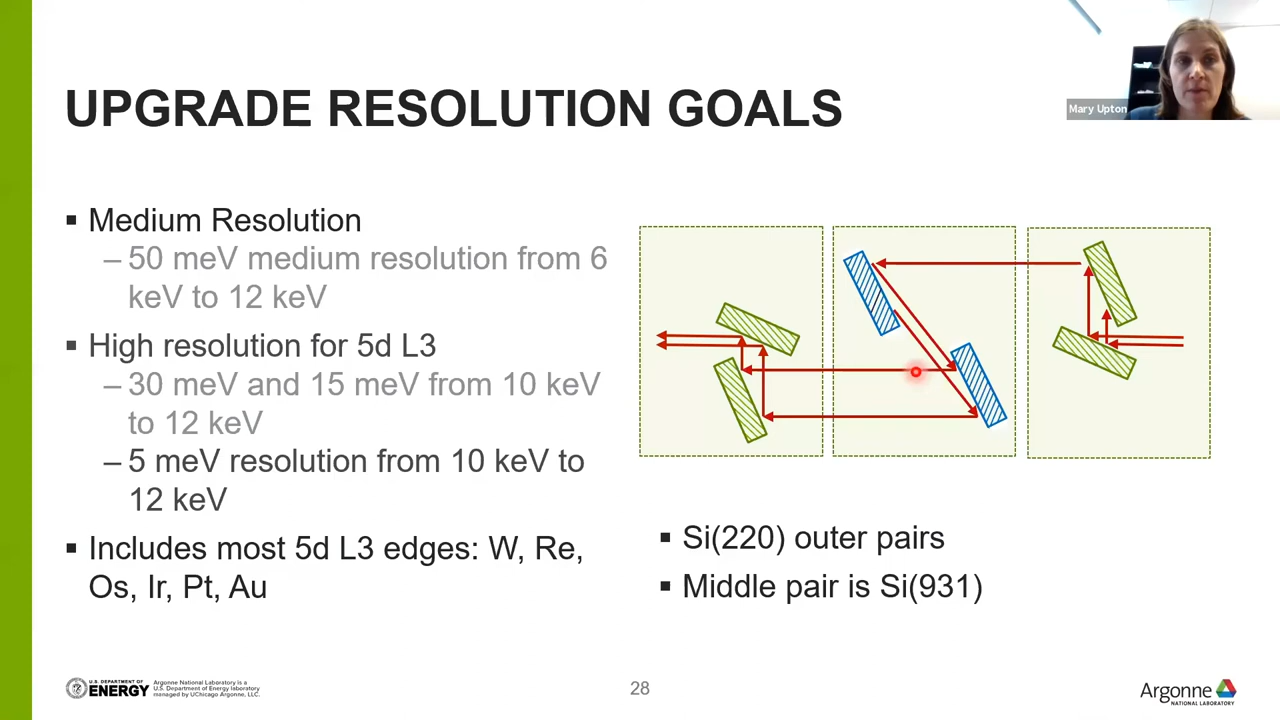 UPGRADE RESOLUTION GOALS
Mary Upton
▪ Medium Resolution
– 50 meV medium resolution from 6
keV to 12 keV
▪ High resolution for 5d L3
– 30 meV and 15 meV from 10 keV
to 12 keV
– 5 meV resolution from 10 keV to
12 keV
▪ Includes most 5d L3 edges: W, Re,
Os, Ir, Pt, Au
▪ Si(220) outer pairs
▪ Middle pair is Si(931)
U.S. DEPARTMENT OF
ENERGY
Argonne National Laboratory is a
U.S. Department of Energy laboratory
managed by UChicago Argonne, LLC.
28
Argonne
NATIONAL LABORATORY